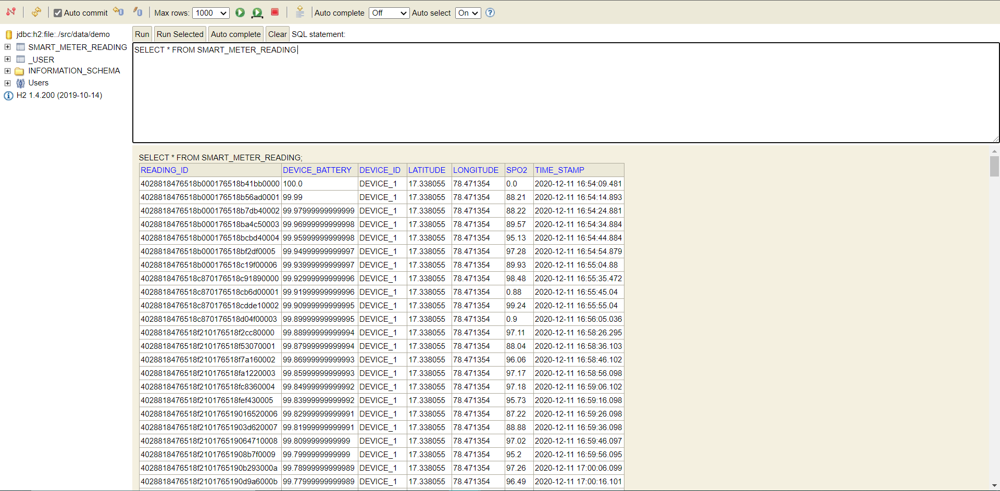 Auto commit Max rows: 1000 Auto complete Off Auto select On
jdbc:h2:file:./src/data/demo
SMART_METER_READING
_USER
INFORMATION_SCHEMA
Users
H2 1.4.200 (2019-10-14)
Run Run Selected Auto complete Clear SQL statement:
SELECT * FROM SMART_METER_READING
SELECT * FROM SMART_METER_READING;
READING_ID DEVICE_BATTERY DEVICE_ID LATITUDE LONGITUDE SPO2 TIME_STAMP
4028818476518b000176518b41bb0000 100.0 DEVICE_1 17.338055 78.471354 0.0 2020-12-11 16:54:09.481
4028818476518b000176518b56ad0001 99.99 DEVICE_1 17.338055 78.471354 88.21 2020-12-11 16:54:14.893
4028818476518b000176518b7db40002 99.97999999999999 DEVICE_1 17.338055 78.471354 88.22 2020-12-11 16:54:24.881
4028818476518b000176518ba4c50003 99.96999999999998 DEVICE_1 17.338055 78.471354 89.57 2020-12-11 16:54:34.884
4028818476518b000176518bcbd40004 99.95999999999998 DEVICE_1 17.338055 78.471354 95.13 2020-12-11 16:54:44.884
4028818476518b000176518bf2df0005 99.94999999999997 DEVICE_1 17.338055 78.471354 97.28 2020-12-11 16:54:54.879
4028818476518b000176518c19f00006 99.93999999999997 DEVICE_1 17.338055 78.471354 89.93 2020-12-11 16:55:04.88
4028818476518c870176518c91890000 99.92999999999996 DEVICE_1 17.338055 78.471354 98.48 2020-12-11 16:55:35.472
4028818476518c870176518cb6d00001 99.91999999999996 DEVICE_1 17.338055 78.471354 0.88 2020-12-11 16:55:45.04
4028818476518c870176518cdde10002 99.90999999999995 DEVICE_1 17.338055 78.471354 99.24 2020-12-11 16:55:55.04
4028818476518c870176518d04f00003 99.89999999999995 DEVICE_1 17.338055 78.471354 0.9 2020-12-11 16:56:05.036
4028818476518f210176518f2cc80000 99.88999999999994 DEVICE_1 17.338055 78.471354 97.11 2020-12-11 16:58:26.295
4028818476518f210176518f53070001 99.87999999999994 DEVICE_1 17.338055 78.471354 88.04 2020-12-11 16:58:36.103
4028818476518f210176518f7a160002 99.86999999999993 DEVICE_1 17.338055 78.471354 96.06 2020-12-11 16:58:46.102
4028818476518f210176518fa1220003 99.85999999999993 DEVICE_1 17.338055 78.471354 97.17 2020-12-11 16:58:56.098
4028818476518f210176518fc8360004 99.84999999999992 DEVICE_1 17.338055 78.471354 97.18 2020-12-11 16:59:06.102
4028818476518f210176518fef430005 99.83999999999992 DEVICE_1 17.338055 78.471354 95.73 2020-12-11 16:59:16.098
4028818476518f210176519016520006 99.82999999999991 DEVICE_1 17.338055 78.471354 87.22 2020-12-11 16:59:26.098
4028818476518f21017651903d620007 99.81999999999991 DEVICE_1 17.338055 78.471354 88.88 2020-12-11 16:59:36.098
4028818476518f210176519064710008 99.8099999999999 DEVICE_1 17.338055 78.471354 97.02 2020-12-11 16:59:46.097
4028818476518f21017651908b7f0009 99.7999999999999 DEVICE_1 17.338055 78.471354 95.2 2020-12-11 16:59:56.095
4028818476518f2101765190b293000a 99.78999999999989 DEVICE_1 17.338055 78.471354 97.26 2020-12-11 17:00:06.099
4028818476518f2101765190d9a6000b 99.77999999999989 DEVICE_1 17.338055 78.471354 96.49 2020-12-11 17:00:16.101